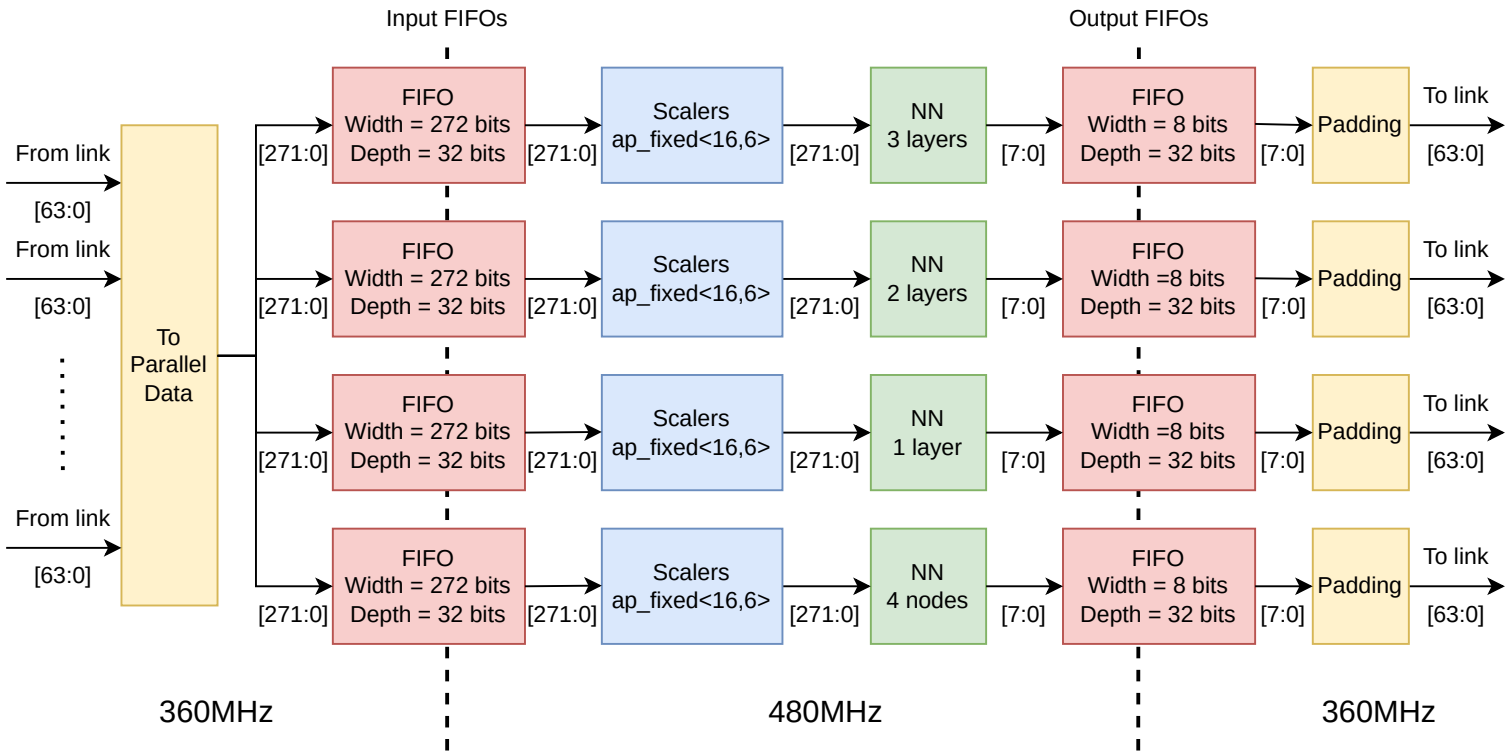 Input FIFOs
Output FIFOs
From link
[63:0]
From link
[63:0]
From link
[63:0]
To
Parallel
Data
[271:0]
FIFO
Width = 272 bits
Depth = 32 bits
[271:0]
Scalers
ap_fixed<16,6>
[271:0]
NN
3 layers
[7:0]
FIFO
Width = 8 bits
Depth = 32 bits
[7:0]
Padding
To link
[63:0]
[271:0]
FIFO
Width = 272 bits
Depth = 32 bits
[271:0]
Scalers
ap_fixed<16,6>
[271:0]
NN
2 layers
[7:0]
FIFO
Width =8 bits
Depth = 32 bits
[7:0]
Padding
To link
[63:0]
[271:0]
FIFO
Width = 272 bits
Depth = 32 bits
[271:0]
Scalers
ap_fixed<16,6>
[271:0]
NN
1 layer
[7:0]
FIFO
Width =8 bits
Depth = 32 bits
[7:0]
Padding
To link
[63:0]
[271:0]
FIFO
Width = 272 bits
Depth = 32 bits
[271:0]
Scalers
ap_fixed<16,6>
[271:0]
NN
4 nodes
[7:0]
FIFO
Width = 8 bits
Depth = 32 bits
[7:0]
Padding
To link
[63:0]
360MHz
480MHz
360MHz